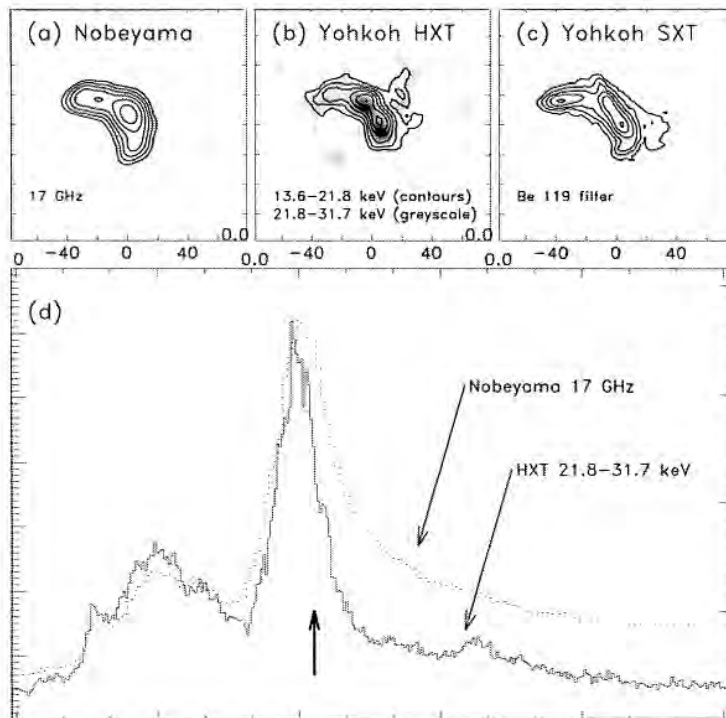 (a) Nobeyama
(b) Yohkoh HXT
(c) Yohkoh SXT
17 GHz
13.6-21.8 keV (contours)
21.8-31.7 keV (greyscale)
Be 119 filter
0.0
0.0
0 -40 0 40
0.0 -40 0 40
0.0 -40 0 40
(d)
Nobeyama 17 GHz
HXT 21.8-31.7 keV